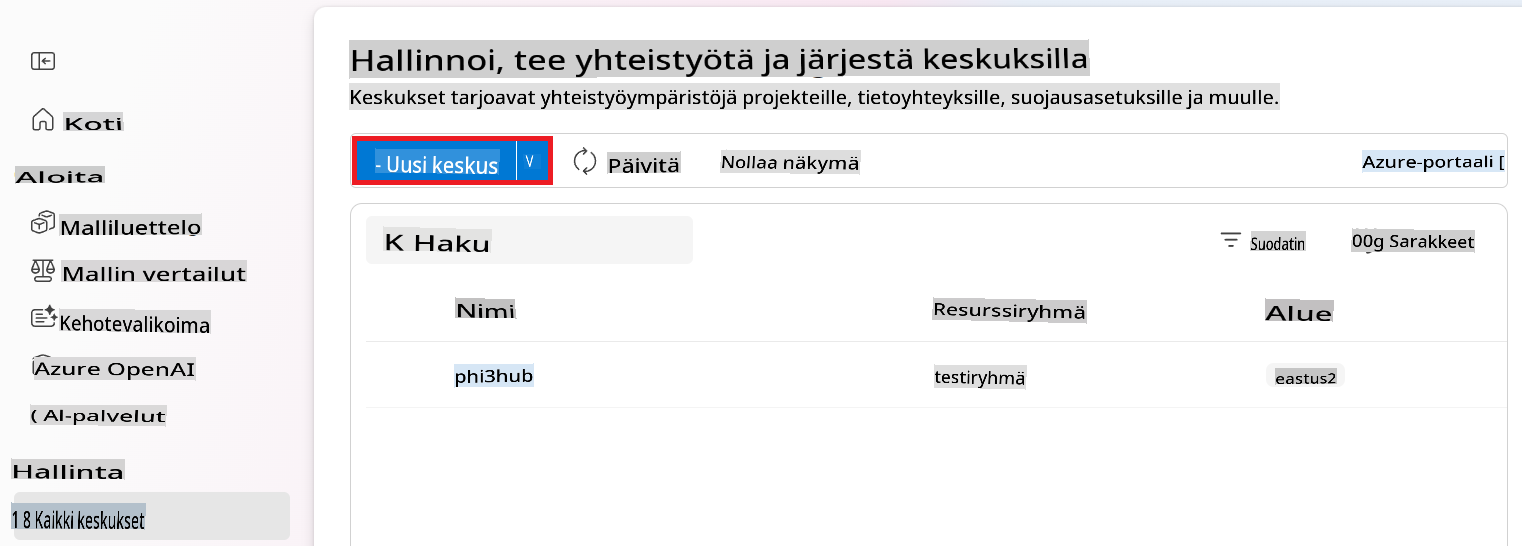 Koti
Aloita
Malliluettelo
Mallin vertailut
Kehotevalikoima
Azure OpenAI
( AI-palvelut
Hallinta
1 8 Kaikki keskukset
Hallinnoi, tee yhteistyötä ja järjestä keskuksilla
Keskukset tarjoavat yhteistyöympäristöjä projekteille, tietoyhteyksille, suojausasetuksille ja muulle.
- Uusi keskus V Päivitä Nollaa näkymä Azure-portaali [
K Haku Suodatin 00g Sarakkeet
Nimi Resurssiryhmä Alue
phi3hub testiryhmä eastus2